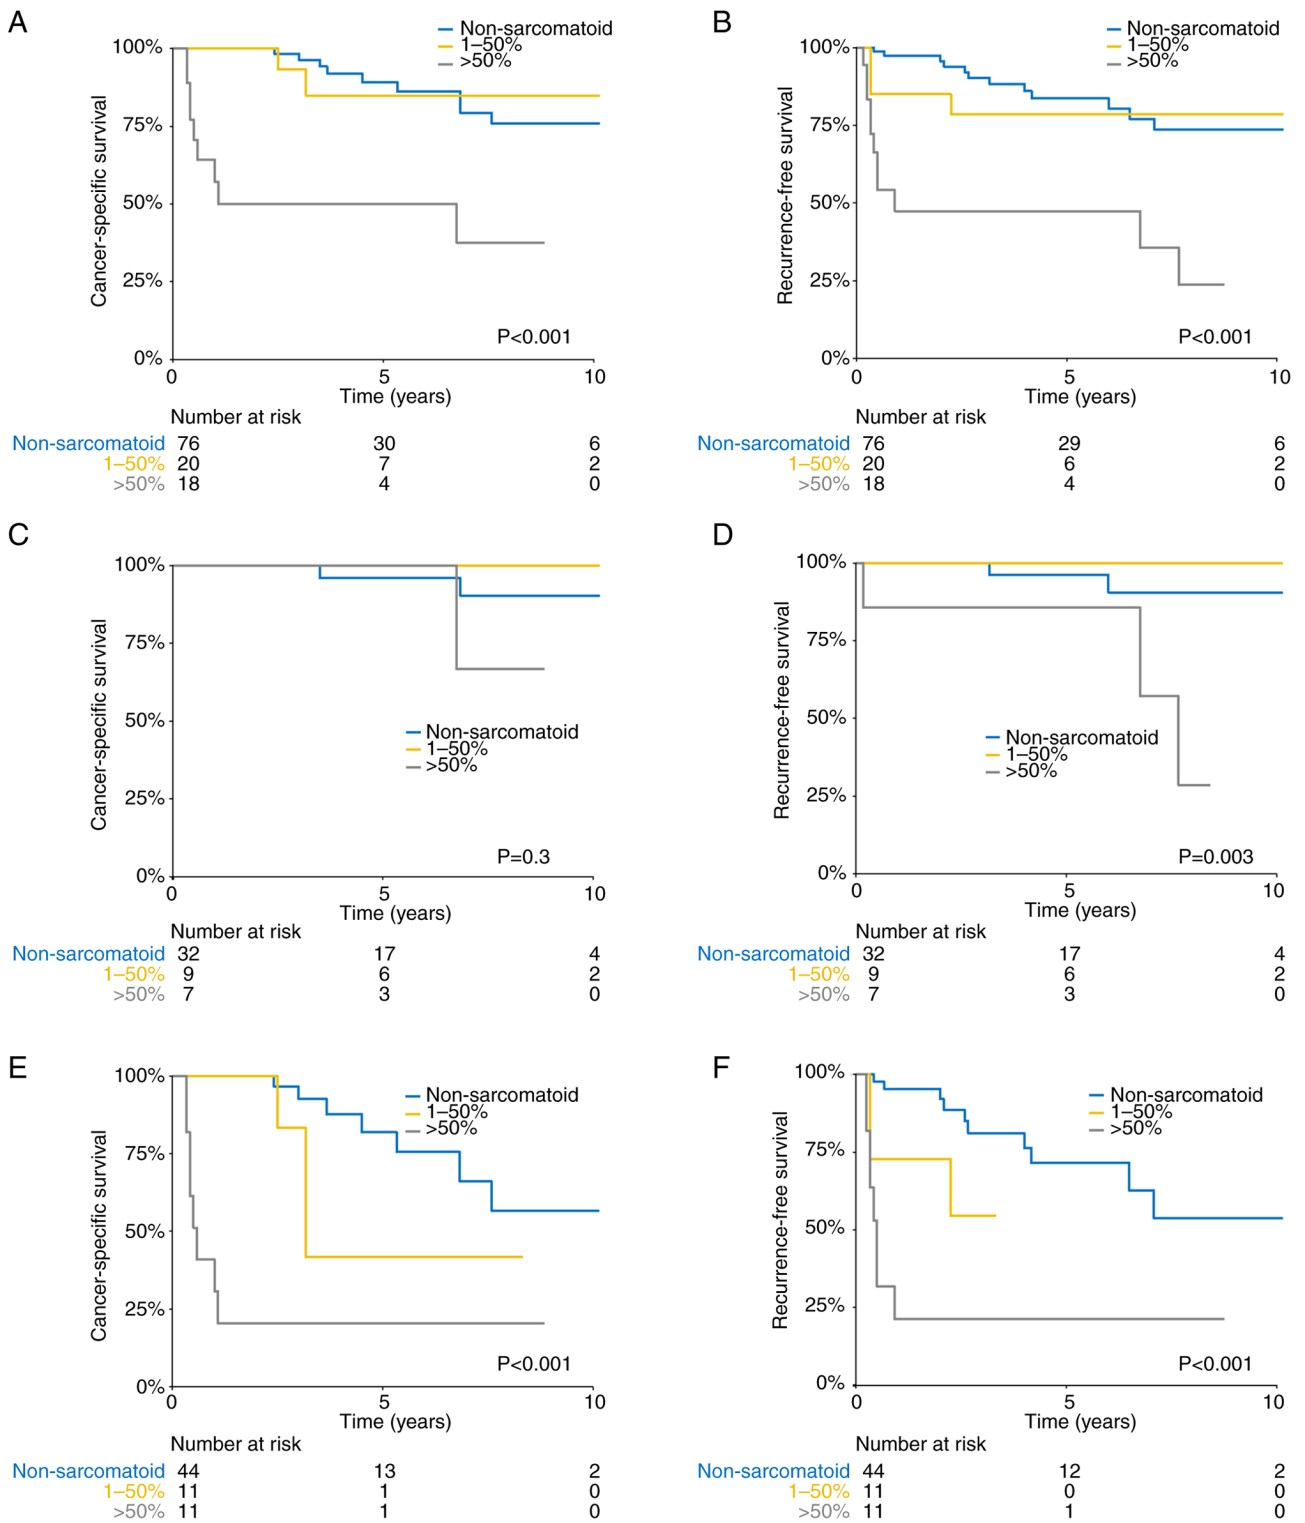 A
Non-sarcomatoid
1–50%
>50%
100%
75%
50%
25%
0%
Cancer-specific survival
P<0.001
0 5 10
Time (years)
Number at risk
Non-sarcomatoid 76 30 6
1–50% 20 7 2
>50% 18 4 0
B
Non-sarcomatoid
1–50%
>50%
100%
75%
50%
25%
0%
Recurrence-free survival
P<0.001
0 5 10
Time (years)
Number at risk
Non-sarcomatoid 76 29 6
1–50% 20 6 2
>50% 18 4 0
C
100%
75%
50%
25%
0%
Cancer-specific survival
Non-sarcomatoid
1–50%
>50%
P=0.3
0 5 10
Time (years)
Number at risk
Non-sarcomatoid 32 17 4
1–50% 9 6 2
>50% 7 3 0
D
100%
75%
50%
25%
0%
Recurrence-free survival
Non-sarcomatoid
1–50%
>50%
P=0.003
0 5 10
Time (years)
Number at risk
Non-sarcomatoid 32 17 4
1–50% 9 6 2
>50% 7 3 0
E
Non-sarcomatoid
1–50%
>50%
100%
75%
50%
25%
0%
Cancer-specific survival
P<0.001
0 5 10
Time (years)
Number at risk
Non-sarcomatoid 44 13 2
1–50% 11 1 0
>50% 11 1 0
F
Non-sarcomatoid
1–50%
>50%
100%
75%
50%
25%
0%
Recurrence-free survival
P<0.001
0 5 10
Time (years)
Number at risk
Non-sarcomatoid 44 12 2
1–50% 11 0 0
>50% 11 1 0